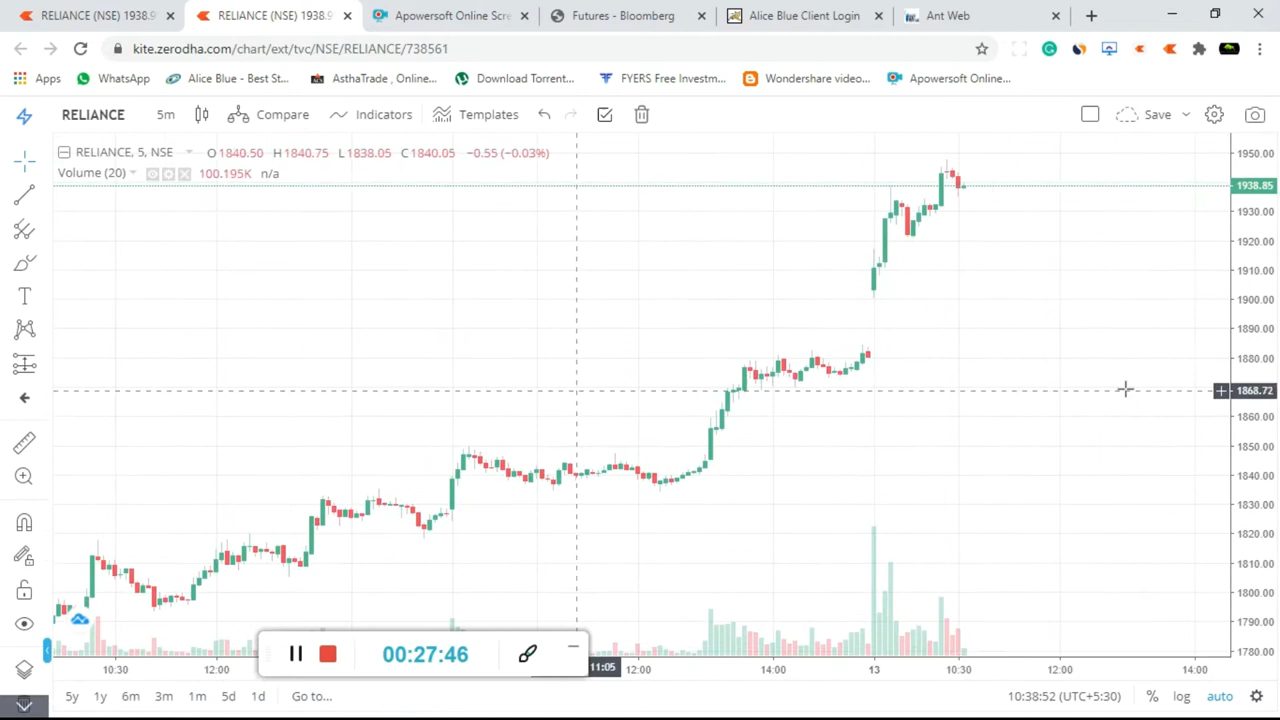 RELIANCE (NSE) 1938.9
RELIANCE (NSE) 1938.9
Apowersoft Online Scre
Futures - Bloomberg
Alice Blue Client Login
Ant Web
kite.zerodha.com/chart/ext/tvc/NSE/RELIANCE/738561
Apps
WhatsApp
Alice Blue - Best St...
AsthaTrade , Online...
Download Torrent...
FYERS Free Investm...
Wondershare video...
Apowersoft Online...
RELIANCE 5m Compare Indicators Templates Save
RELIANCE, 5, NSE O1840.50 H1840.75 L1838.05 C1840.05 −0.55 (−0.03%)
Volume (20) 100.195K n/a
1950.00
1938.85
1930.00
1920.00
1910.00
1900.00
1890.00
1880.00
1868.72
1860.00
1850.00
1840.00
1830.00
1820.00
1810.00
1800.00
1790.00
1780.00
00:27:46
10:30 12:00 11:05 12:00 14:00 13 10:30 12:00 14:00
5y 1y 6m 3m 1m 5d 1d Go to... 10:38:52 (UTC+5:30) % log auto